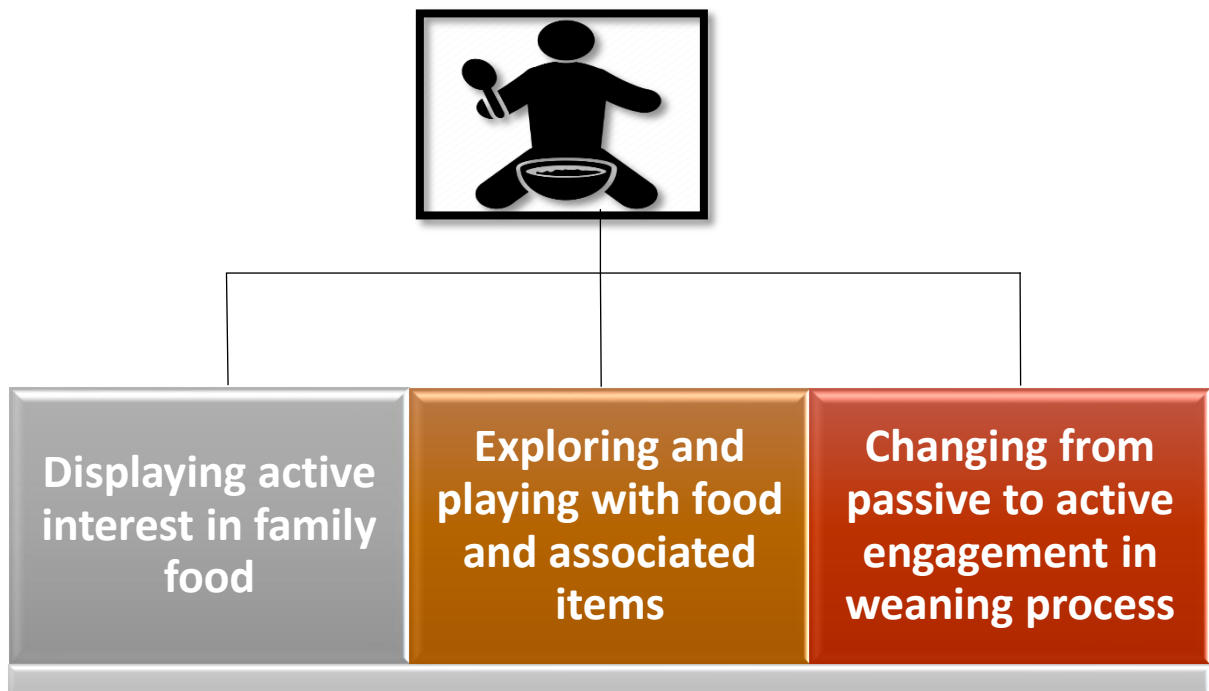 Displaying active
interest in family
food
Exploring and
playing with food
and associated
items
Changing from
passive to active
engagement in
weaning process